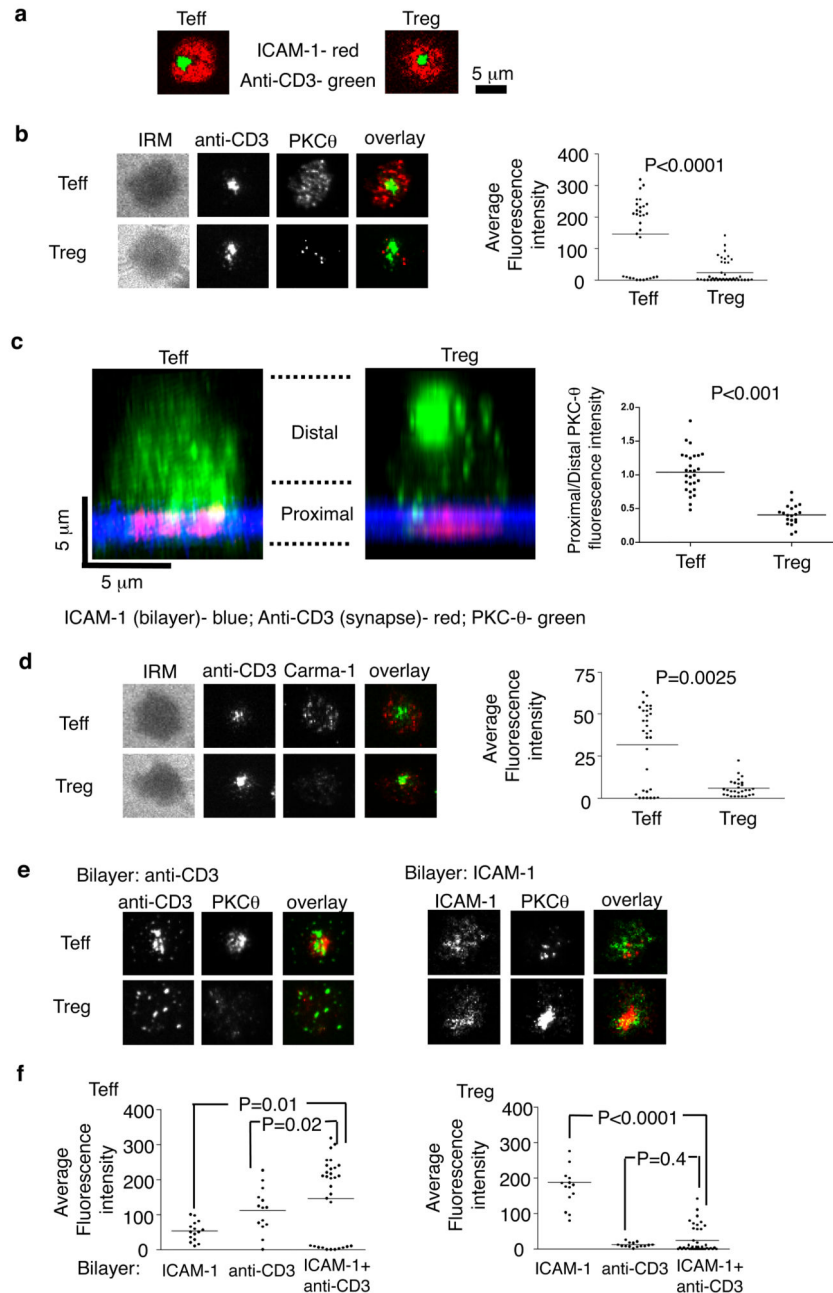 a
Teff Treg
ICAM-1- red
Anti-CD3- green
5 μm
b
IRM anti-CD3 PKCθ overlay
Teff
Treg
Average Fluorescence intensity
400
300
200
100
0
P<0.0001
Teff Treg
c
Teff Treg
Distal
Proximal
5 μm
5 μm
Proximal/Distal PKC-θ fluorescence intensity
2.0
1.5
1.0
0.5
0.0
P<0.001
Teff Treg
ICAM-1 (bilayer)- blue; Anti-CD3 (synapse)- red; PKC-θ- green
d
IRM anti-CD3 Carma-1 overlay
Teff
Treg
Average Fluorescence intensity
75
50
25
0
P=0.0025
Teff Treg
e
Bilayer: anti-CD3
anti-CD3 PKCθ overlay
Teff
Treg
Bilayer: ICAM-1
ICAM-1 PKCθ overlay
f
Teff
Average Fluorescence intensity
400
300
200
100
0
P=0.01
P=0.02
Bilayer: ICAM-1 anti-CD3 ICAM-1+ anti-CD3
Treg
Average Fluorescence intensity
400
300
200
100
0
P<0.0001
P=0.4
ICAM-1 anti-CD3 ICAM-1+ anti-CD3